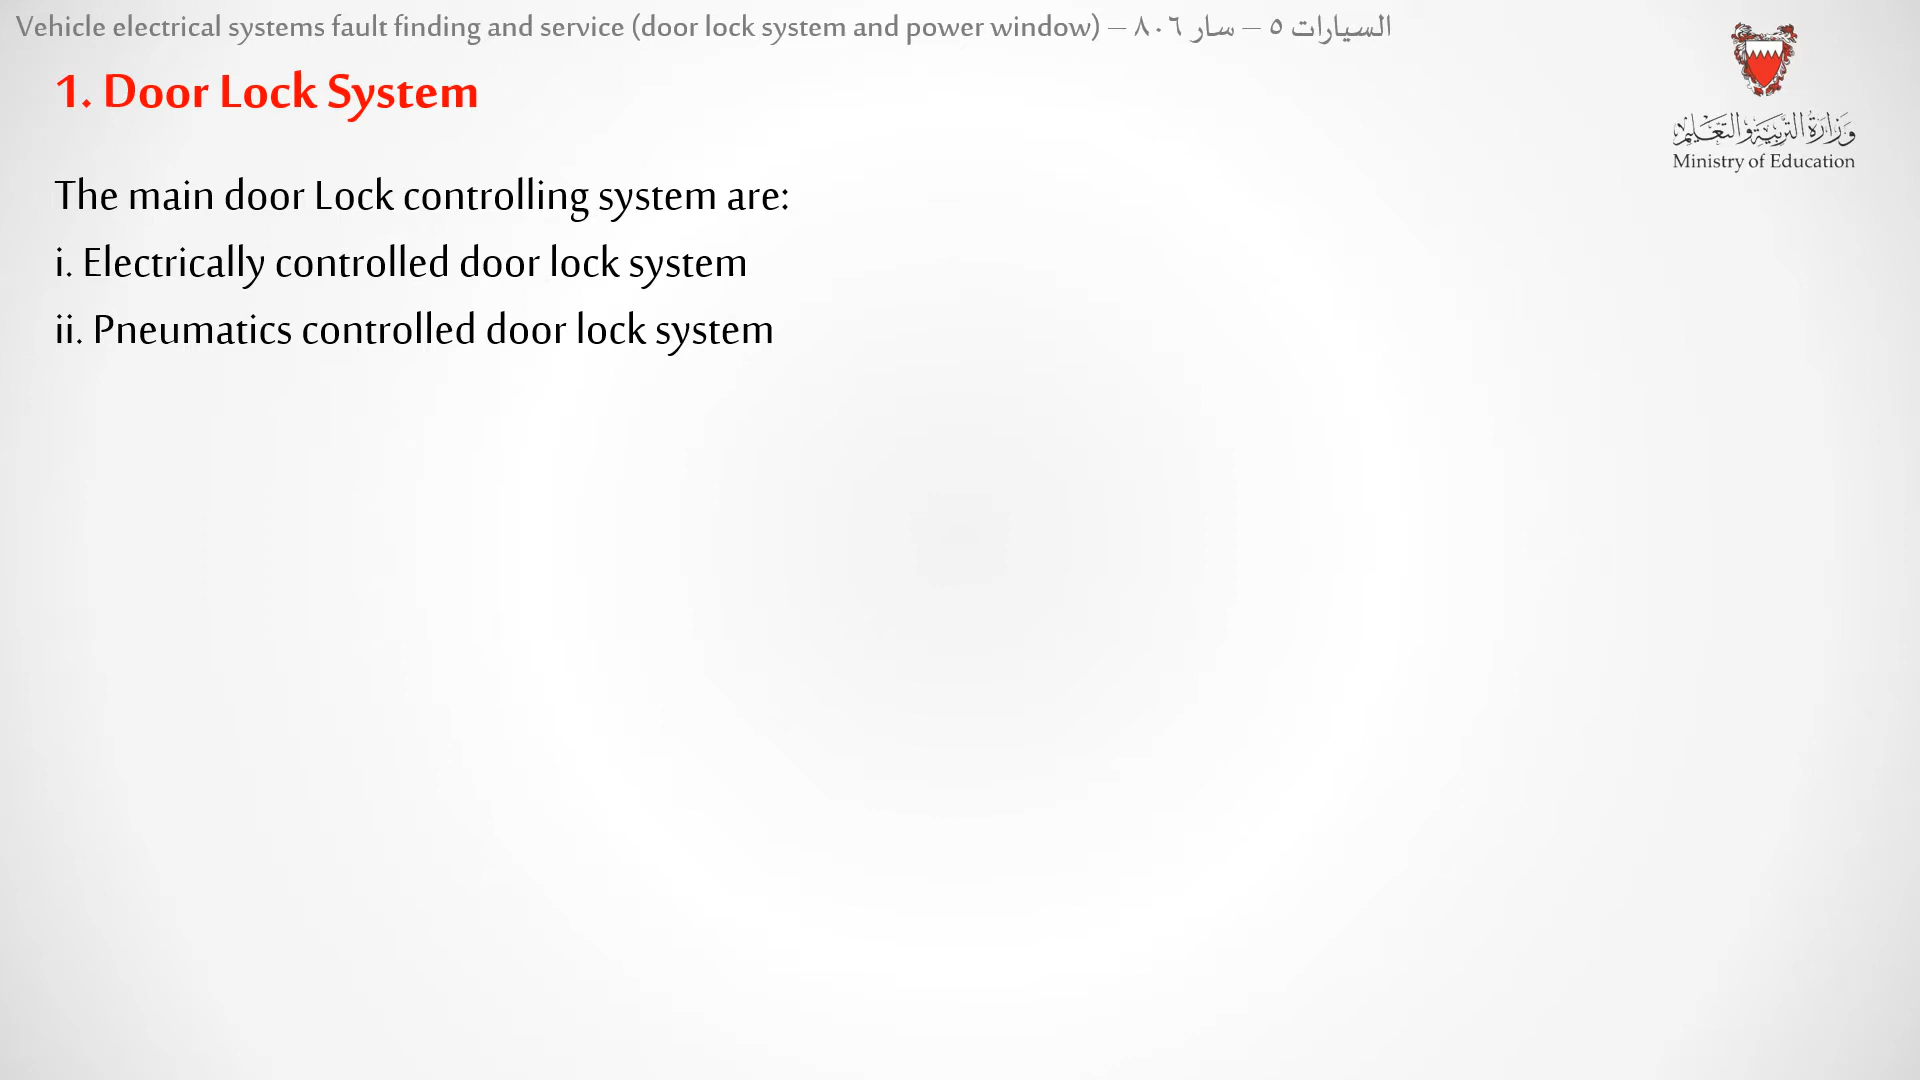 Vehicle electrical systems fault finding and service (door lock system and power window) – السيارات ٥ – سار ٨٠٦
1. Door Lock System
وزارة التربية والتعليم
Ministry of Education
The main door Lock controlling system are:
i. Electrically controlled door lock system
ii. Pneumatics controlled door lock system